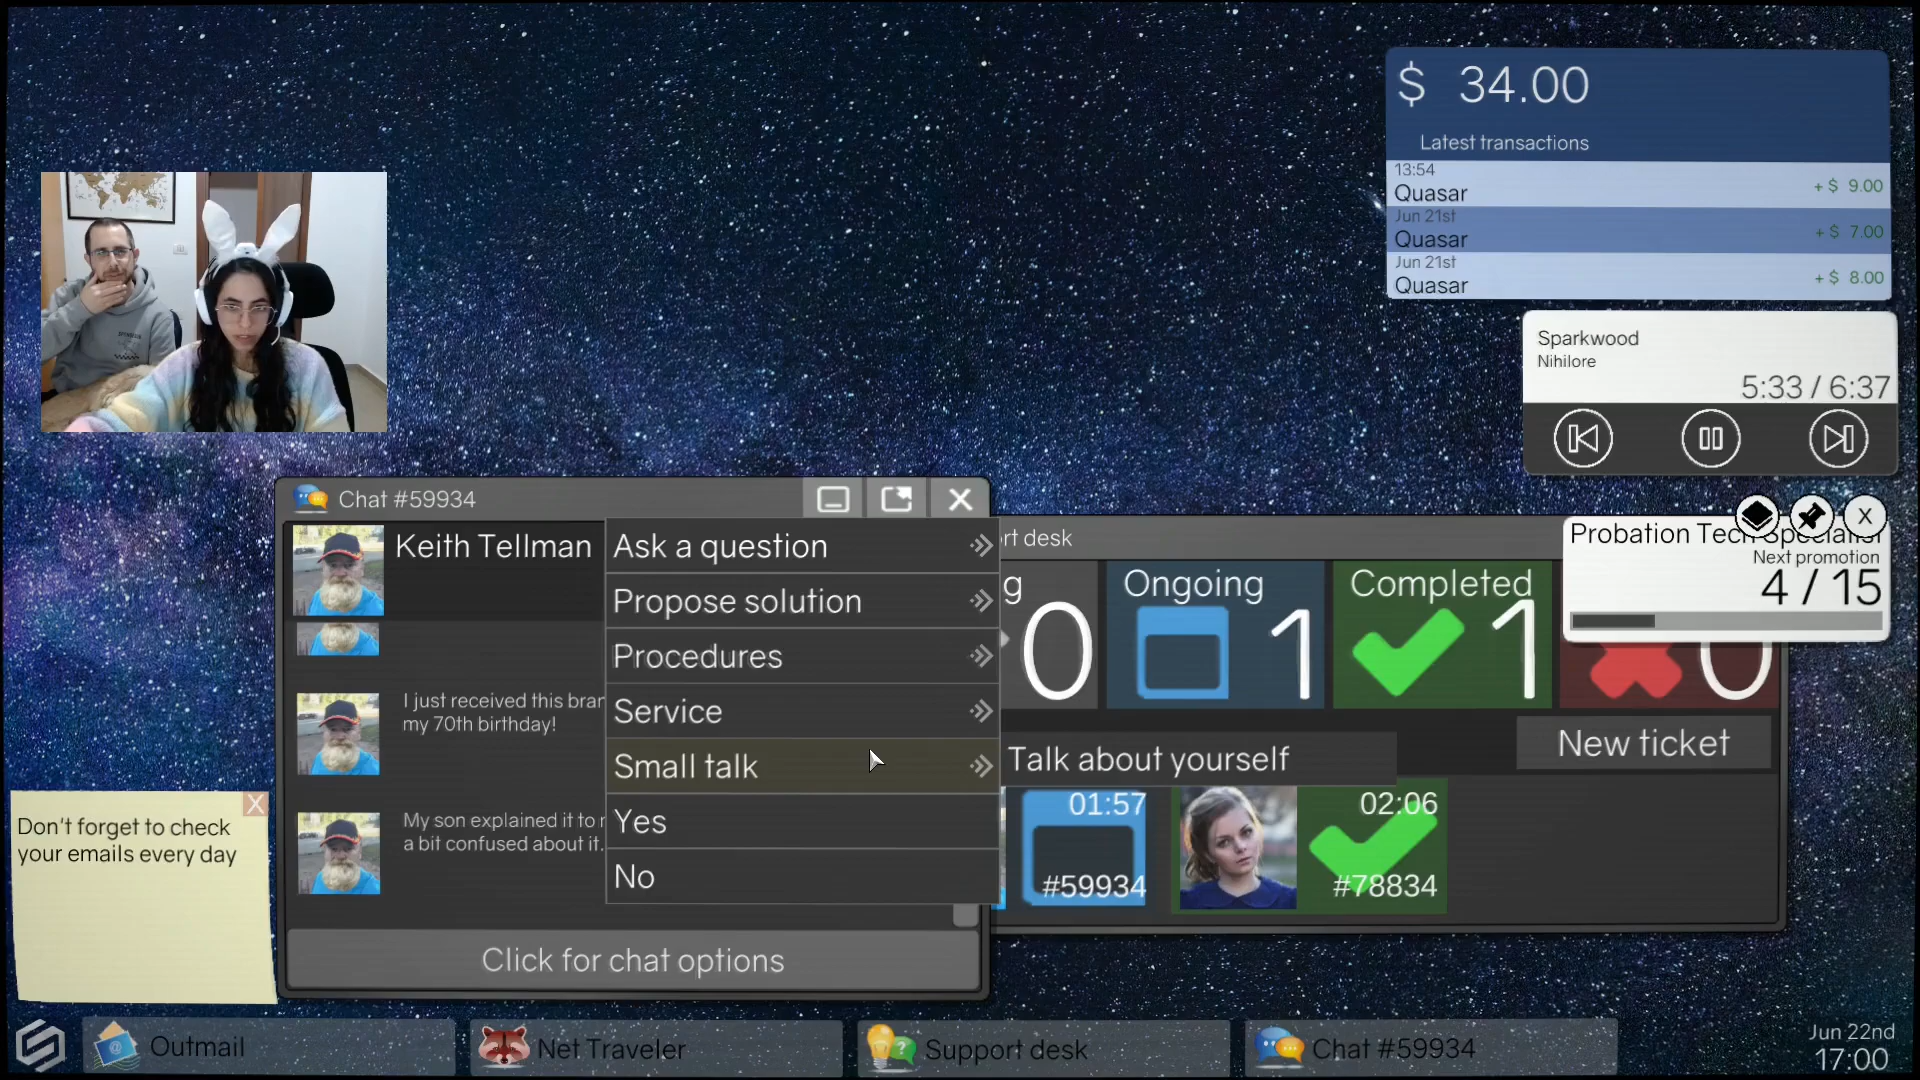 $ 34.00
Latest transactions
13:54
Quasar
+ $ 9.00
Jun 21st
Quasar
+ $ 7.00
Jun 21st
Quasar
+ $ 8.00
Sparkwood
Nihilore
5:33 / 6:37
Probation Tech Specialist
Next promotion
4 / 15
Chat #59934
Keith Tellman
I just received this bran
my 70th birthday!
My son explained it to
a bit confused about it.
Ask a question
Propose solution
Procedures
Service
Small talk
Yes
No
Talk about yourself
Click for chat options
rt desk
g
0
Ongoing
1
Completed
1
0
New ticket
01:57
#59934
02:06
#78834
X
Don't forget to check
your emails every day
Outmail
Net Traveler
Support desk
Chat #59934
Jun 22nd
17:00